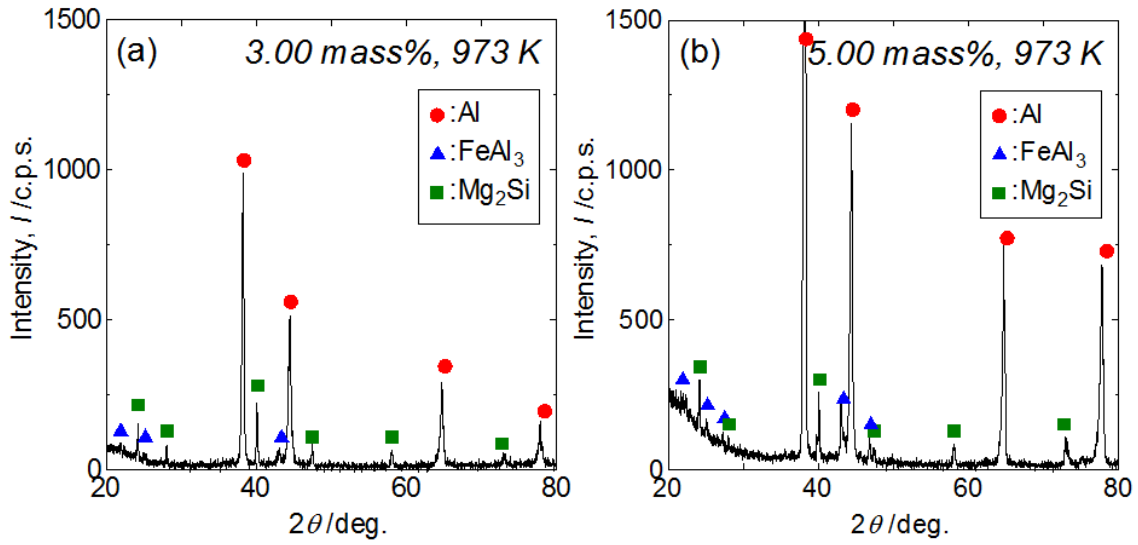 (a) 3.00 mass%, 973 K
Intensity, I /c.p.s.
1500
1000
500
0
:Al
:FeAl₃
:Mg₂Si
20 40 60 80
2θ /deg.
(b) 5.00 mass%, 973 K
Intensity, I /c.p.s.
1500
1000
500
0
:Al
:FeAl₃
:Mg₂Si
20 40 60 80
2θ /deg.